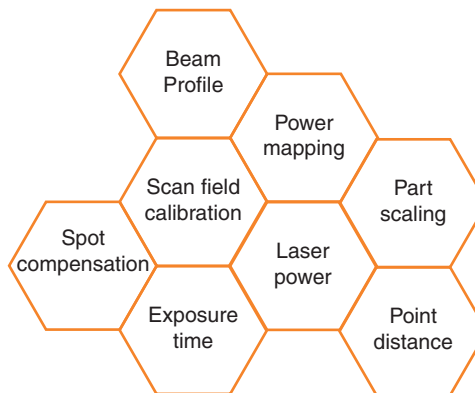 Beam
Profile
Power
mapping
Scan field
calibration
Part
scaling
Spot
compensation
Laser
power
Exposure
time
Point
distance